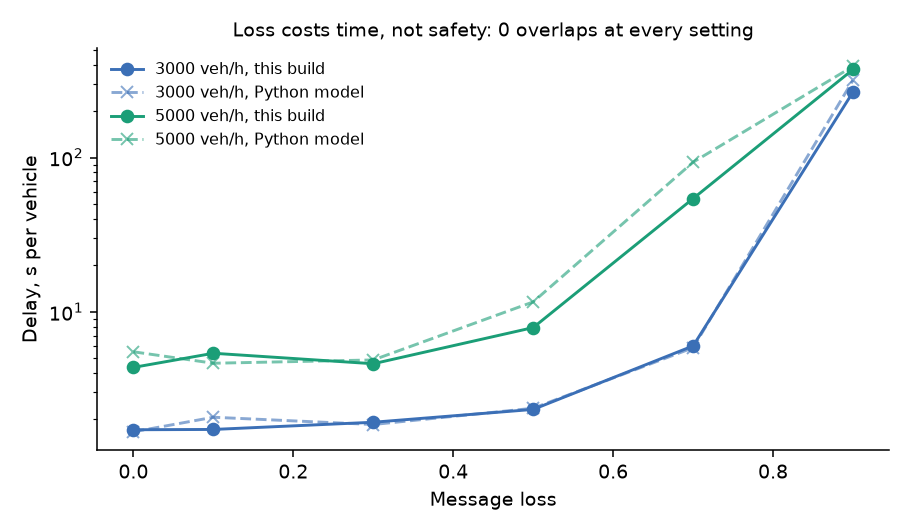 Loss costs time, not safety: 0 overlaps at every setting
3000 veh/h, this build
3000 veh/h, Python model
5000 veh/h, this build
5000 veh/h, Python model
Delay, s per vehicle
10²
10¹
0.0 0.2 0.4 0.6 0.8
Message loss